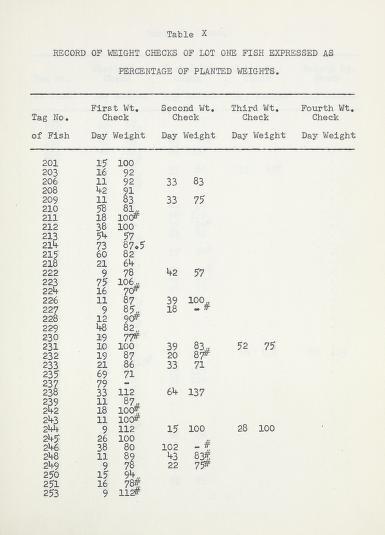 Table X
RECORD OF WEIGHT CHECKS OF LOT ONE FISH EXPRESSED AS
PERCENTAGE OF PLANTED WEIGHTS.
First Wt. Second Wt. Third Wt. Fourth Wt.
Tag No. Check Check Check Check
of Fish Day Weight Day Weight Day Weight Day Weight
201 15 100
203 16 92
206 11 92 33 83
208 42 91
209 11 83 33 75
210 58 81
211 18 100#
212 38 100
213 54 57
214 73 87.5
215 60 82
218 21 64
222 9 78 42 57
223 75 106
224 16 70#
226 11 87 39 100
227 9 85 18 - #
228 12 90#
229 48 82
230 19 77#
231 10 100 39 83 52 75
232 19 87 20 87#
233 21 86 33 71
235 69 71
237 79 -
238 33 112 64 137
239 11 87
242 18 100#
243 11 100#
244 9 112 15 100 28 100
245 26 100
246 38 80 102 - #
248 11 89 43 83#
249 9 78 22 75#
250 15 94
251 16 78#
253 9 112#